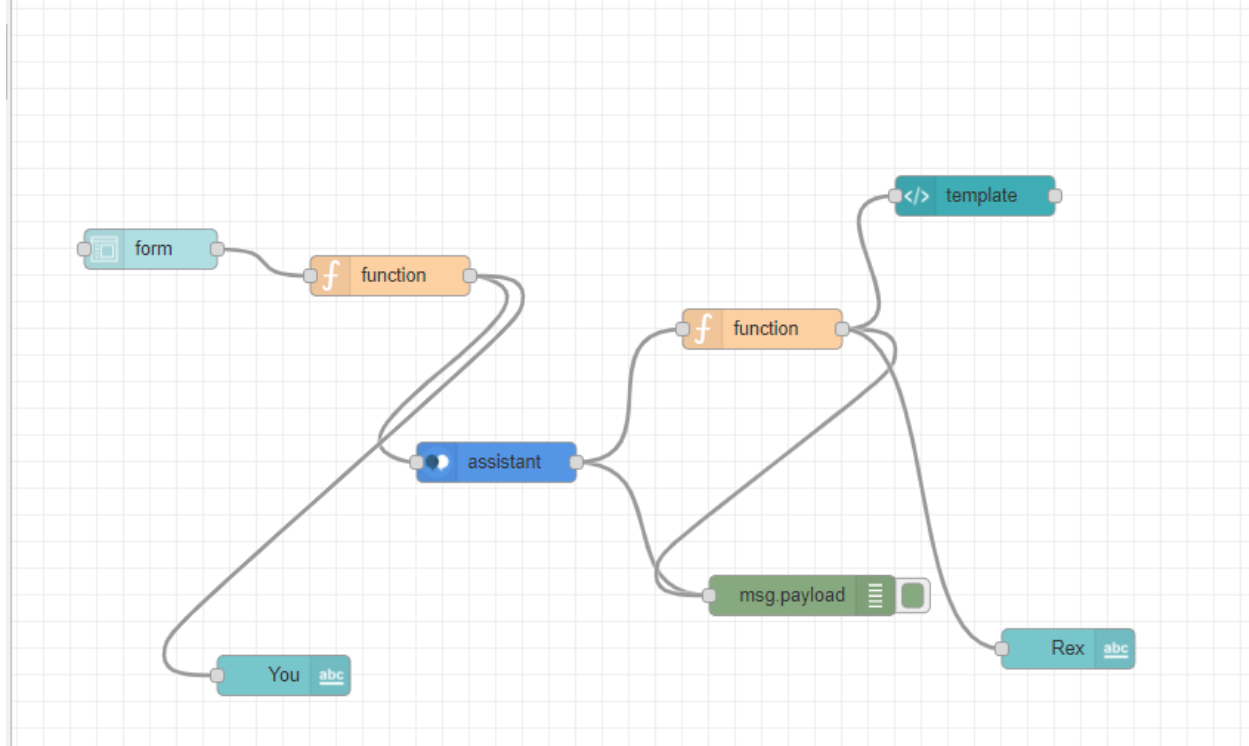 template
form
function
function
assistant
msg.payload
Rex abc
You abc